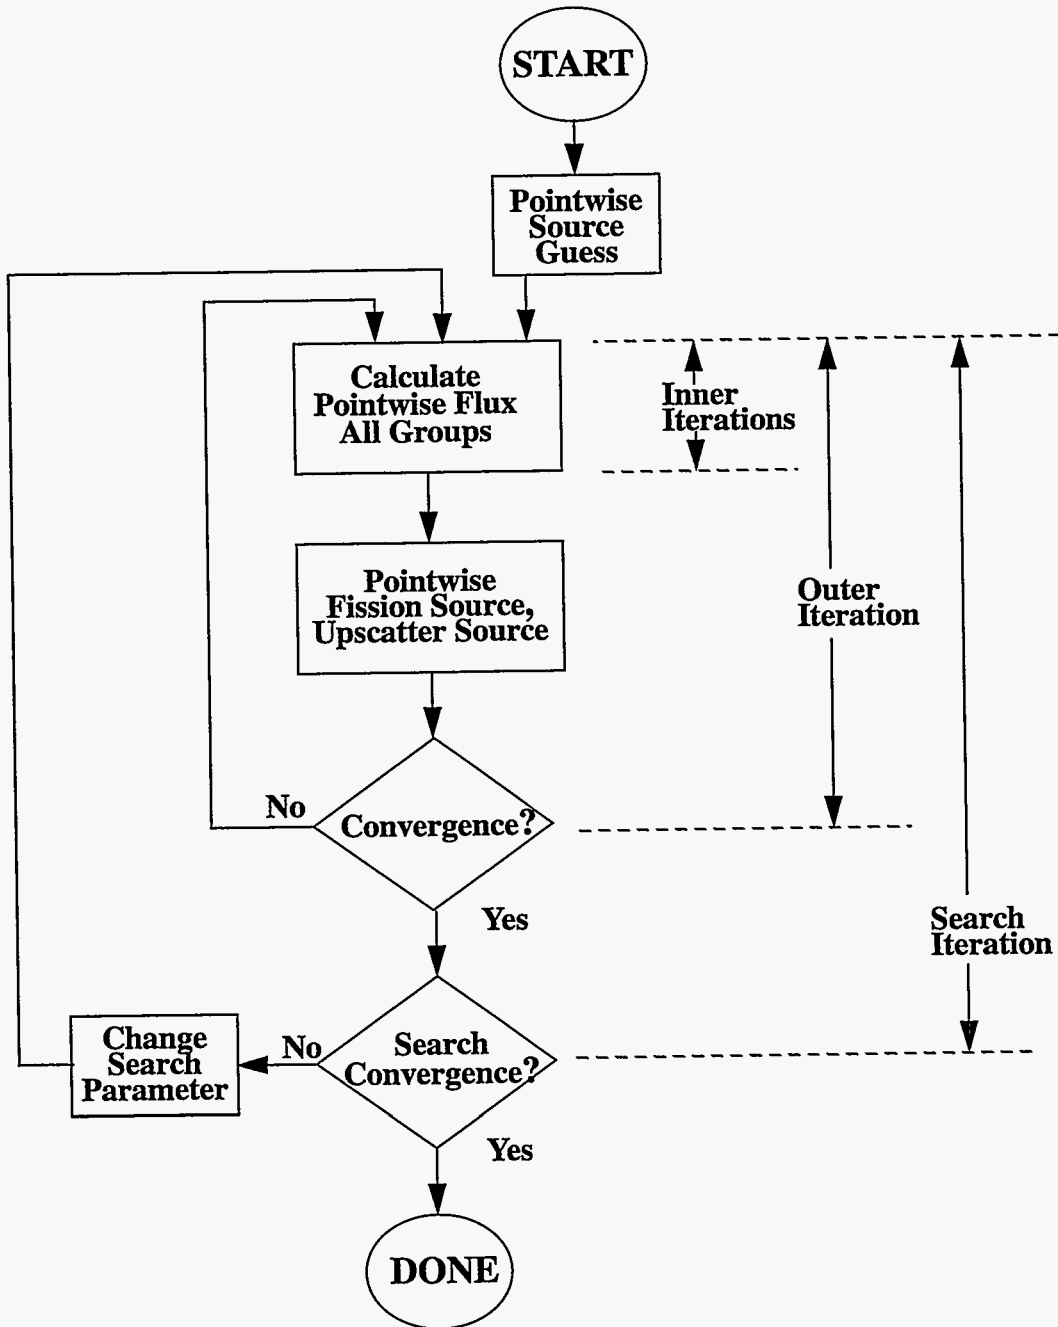 START
Pointwise
Source
Guess
Calculate
Pointwise Flux
All Groups
Inner
Iterations
Pointwise
Fission Source,
Upscatter Source
Outer
Iteration
No
Convergence?
Yes
Search
Iteration
Change
Search
Parameter
No
Search
Convergence?
Yes
DONE